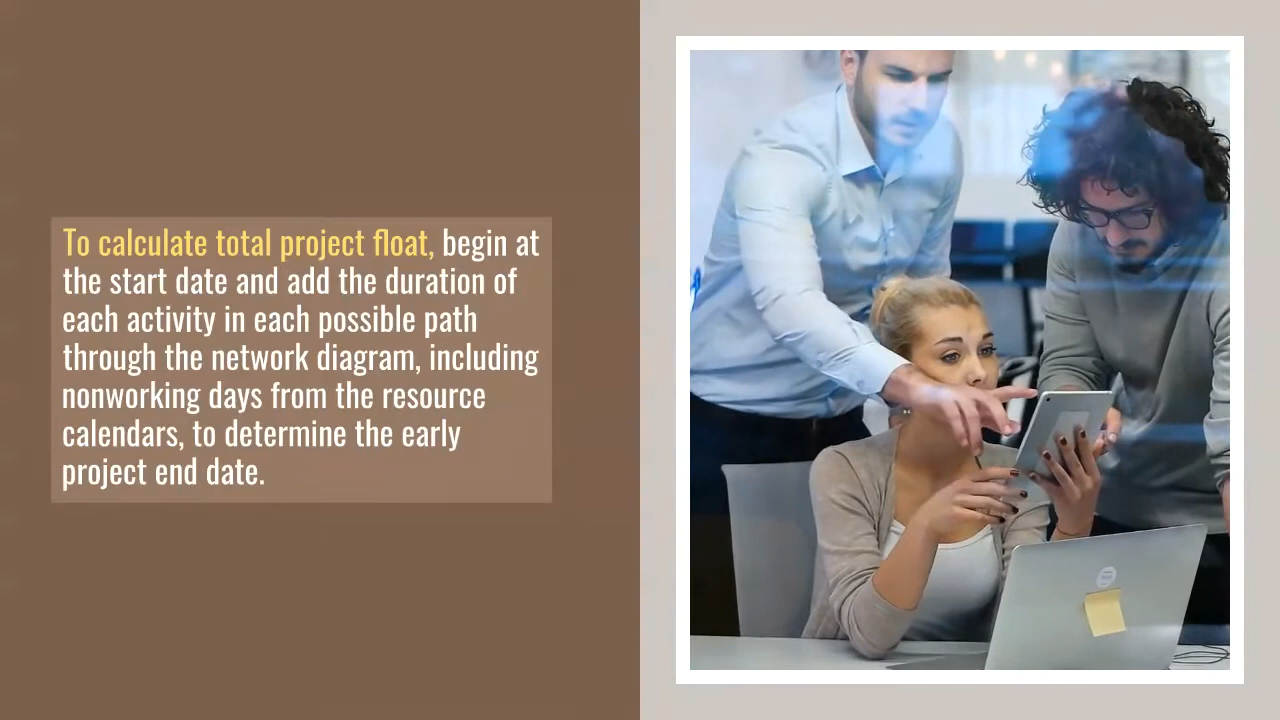 To calculate total project float, begin at
the start date and add the duration of
each activity in each possible path
through the network diagram, including
nonworking days from the resource
calendars, to determine the early
project end date.